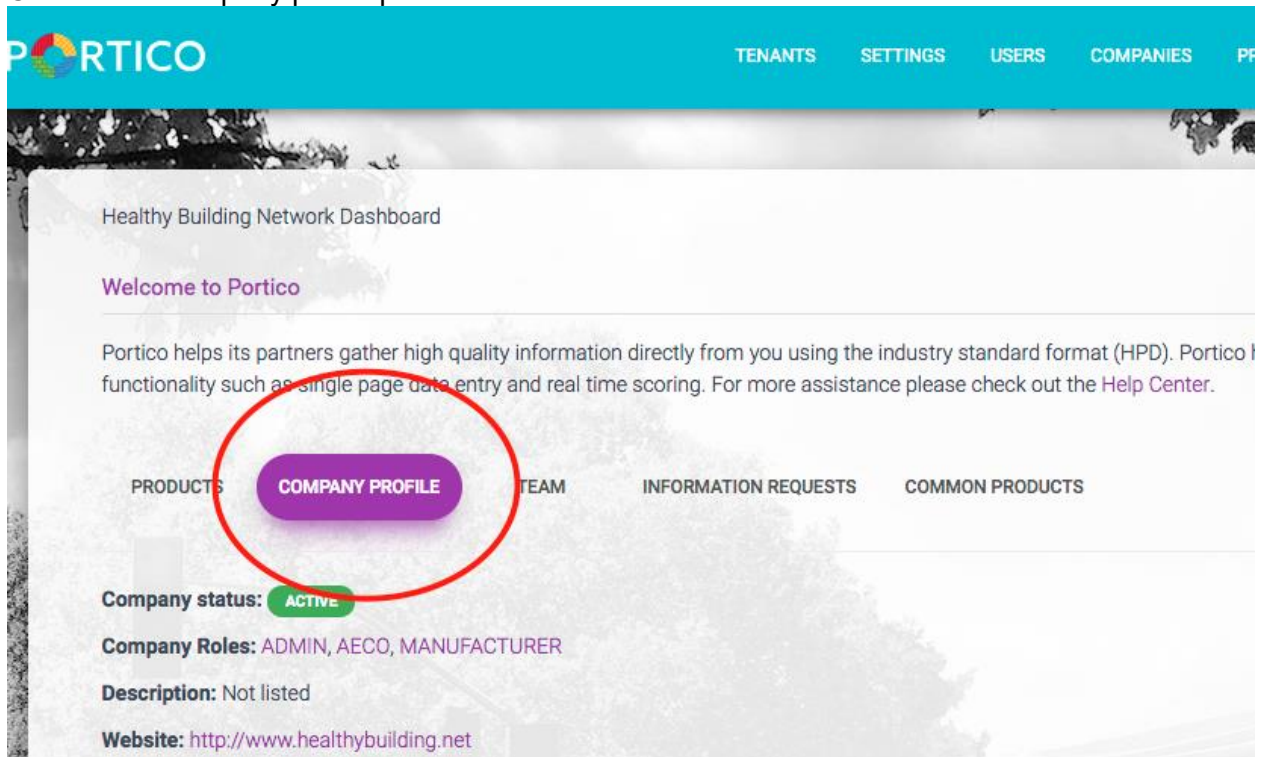 PORTICO
TENANTS SETTINGS USERS COMPANIES
Healthy Building Network Dashboard
Welcome to Portico
Portico helps its partners gather high quality information directly from you using the industry standard format (HPD). Portico
functionality such as single page data entry and real time scoring. For more assistance please check out the Help Center.
PRODUCTS COMPANY PROFILE TEAM INFORMATION REQUESTS COMMON PRODUCTS
Company status: ACTIVE
Company Roles: ADMIN, AECO, MANUFACTURER
Description: Not listed
Website: http://www.healthybuilding.net